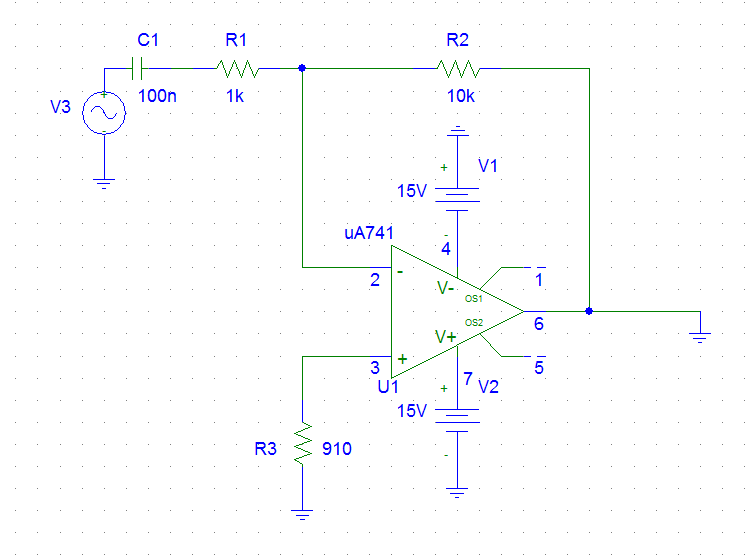 C1 R1 R2
V3 100n 1k 10k
+
-
V1
+
15V
-
uA741 4
2 - V- OS1 1
6
OS2
V+
3 + 5
U1 7 V2
+
15V
-
R3 910